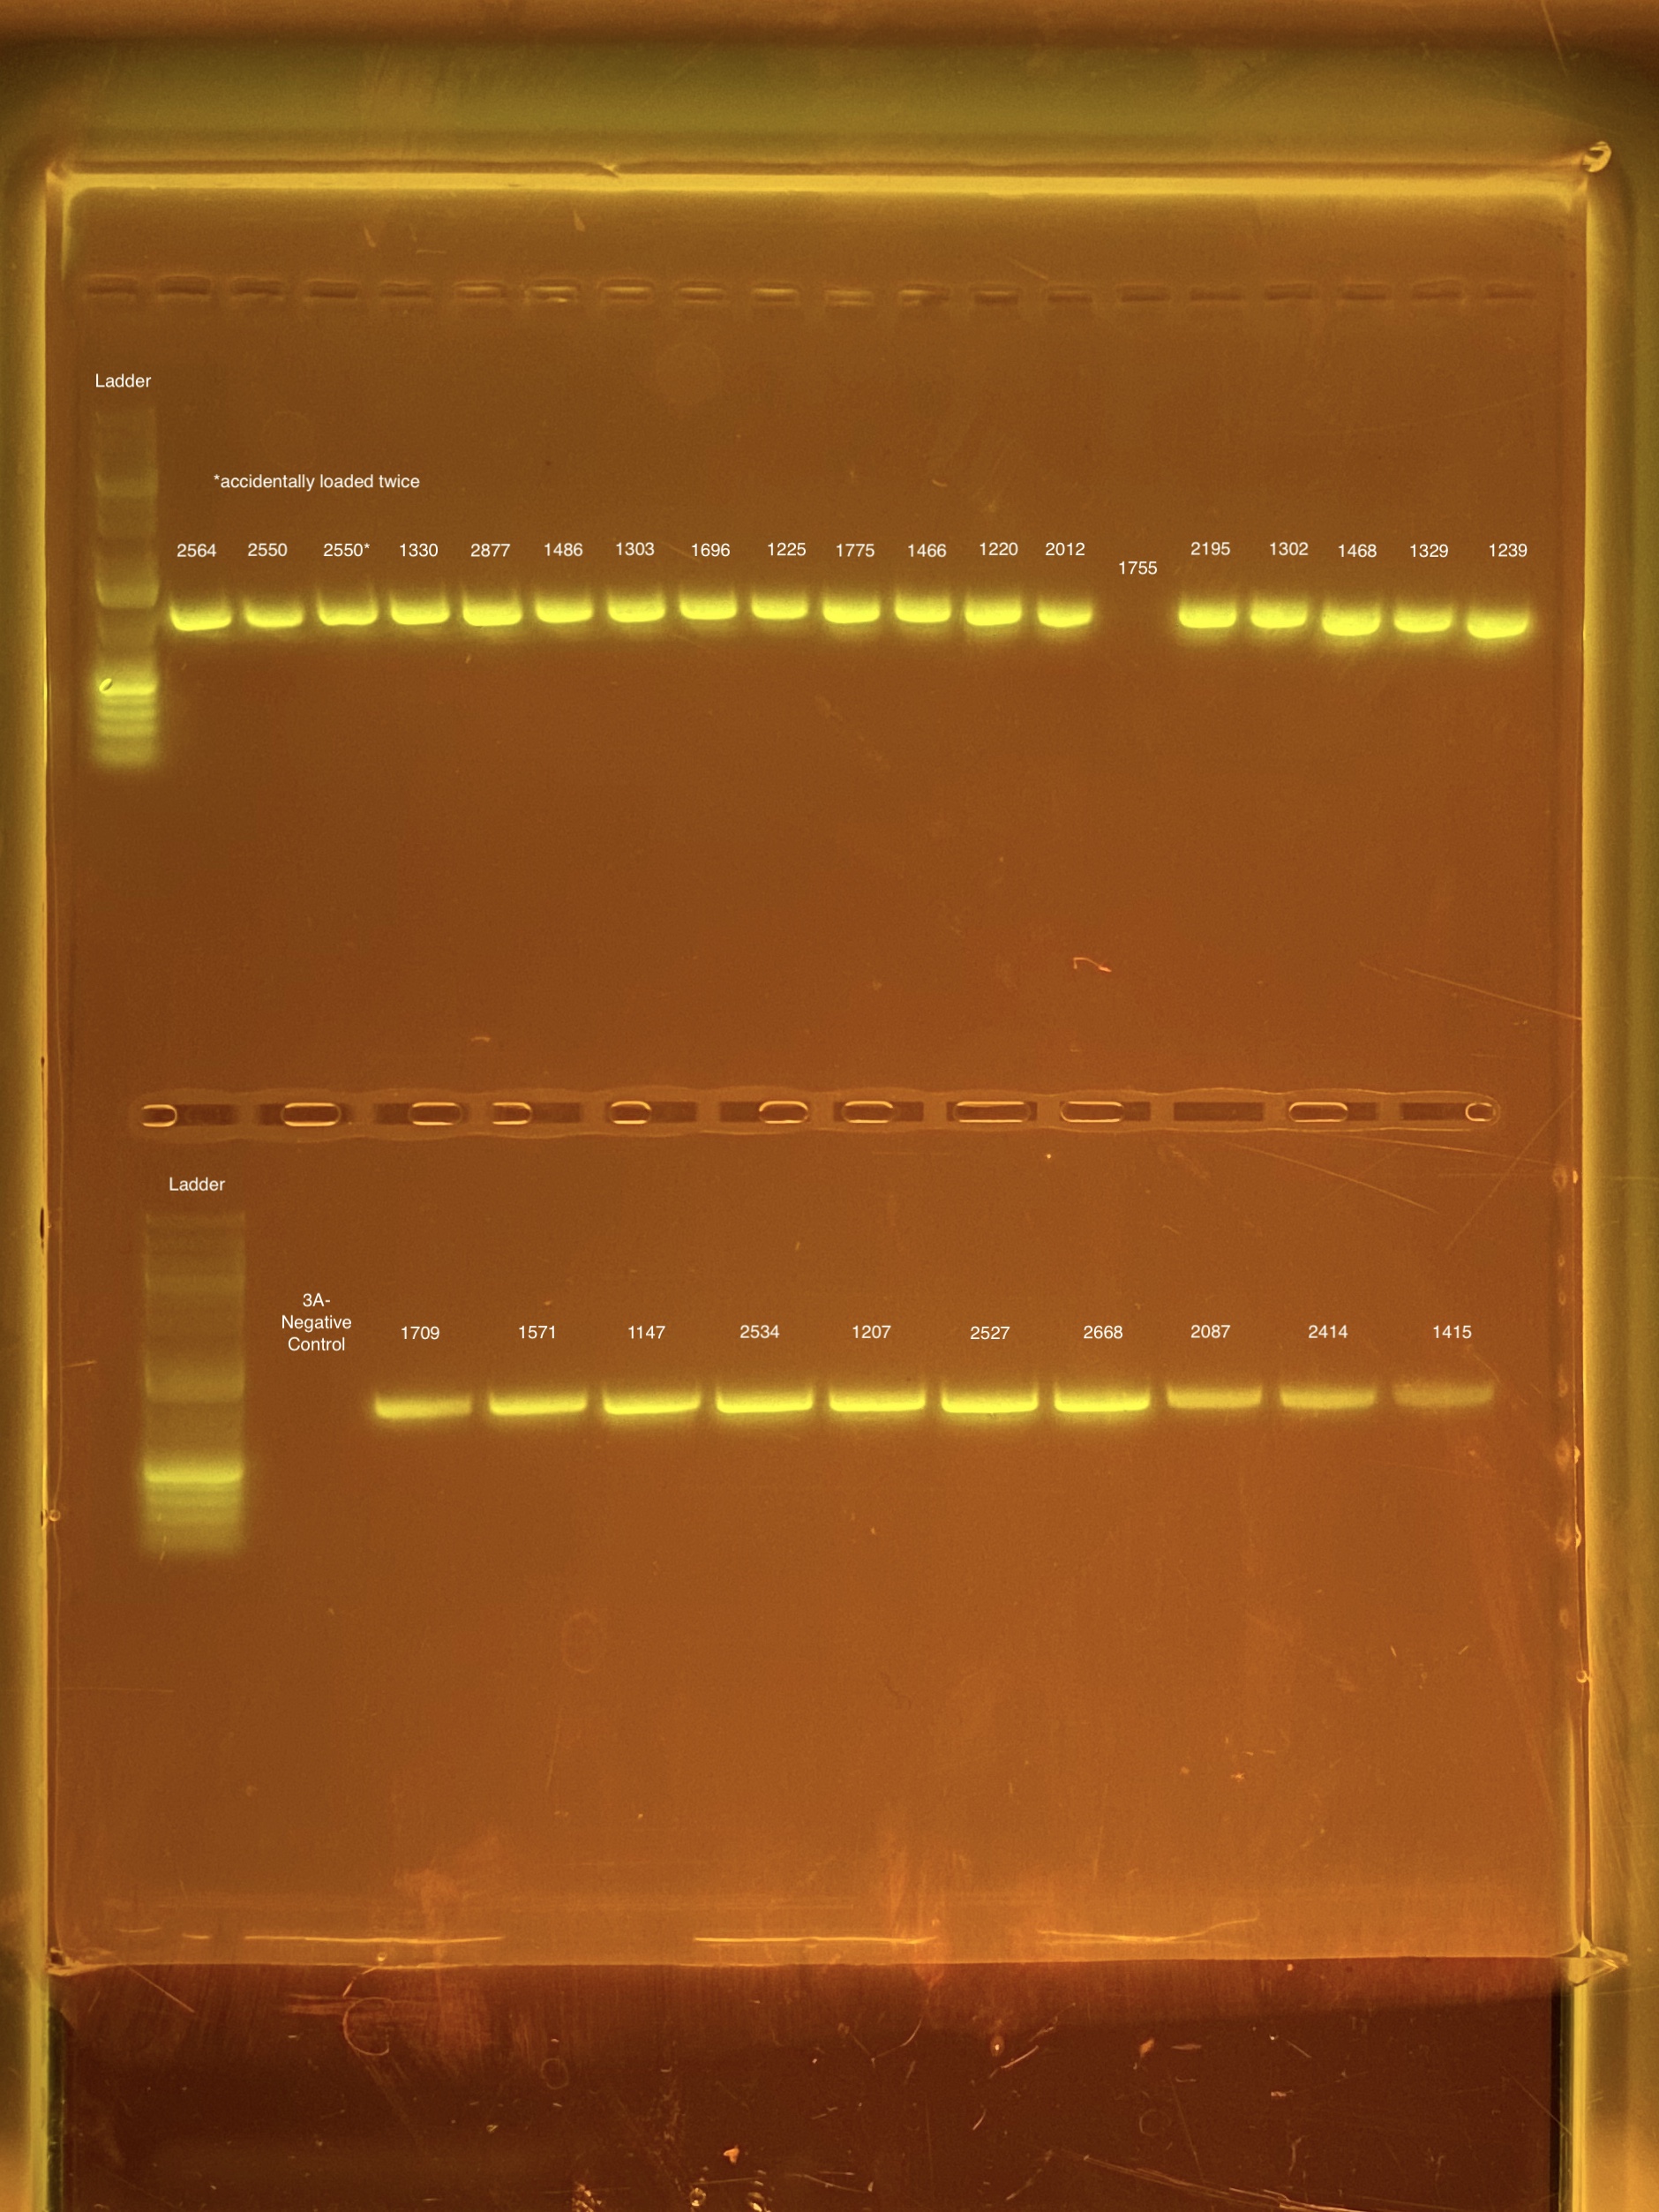 Ladder
*accidentally loaded twice
2564 2550 2550* 1330 2877 1486 1303 1696 1225 1775 1466 1220 2012 1755 2195 1302 1468 1329 1239
Ladder
3A-
Negative
Control
1709 1571 1147 2534 1207 2527 2668 2087 2414 1415